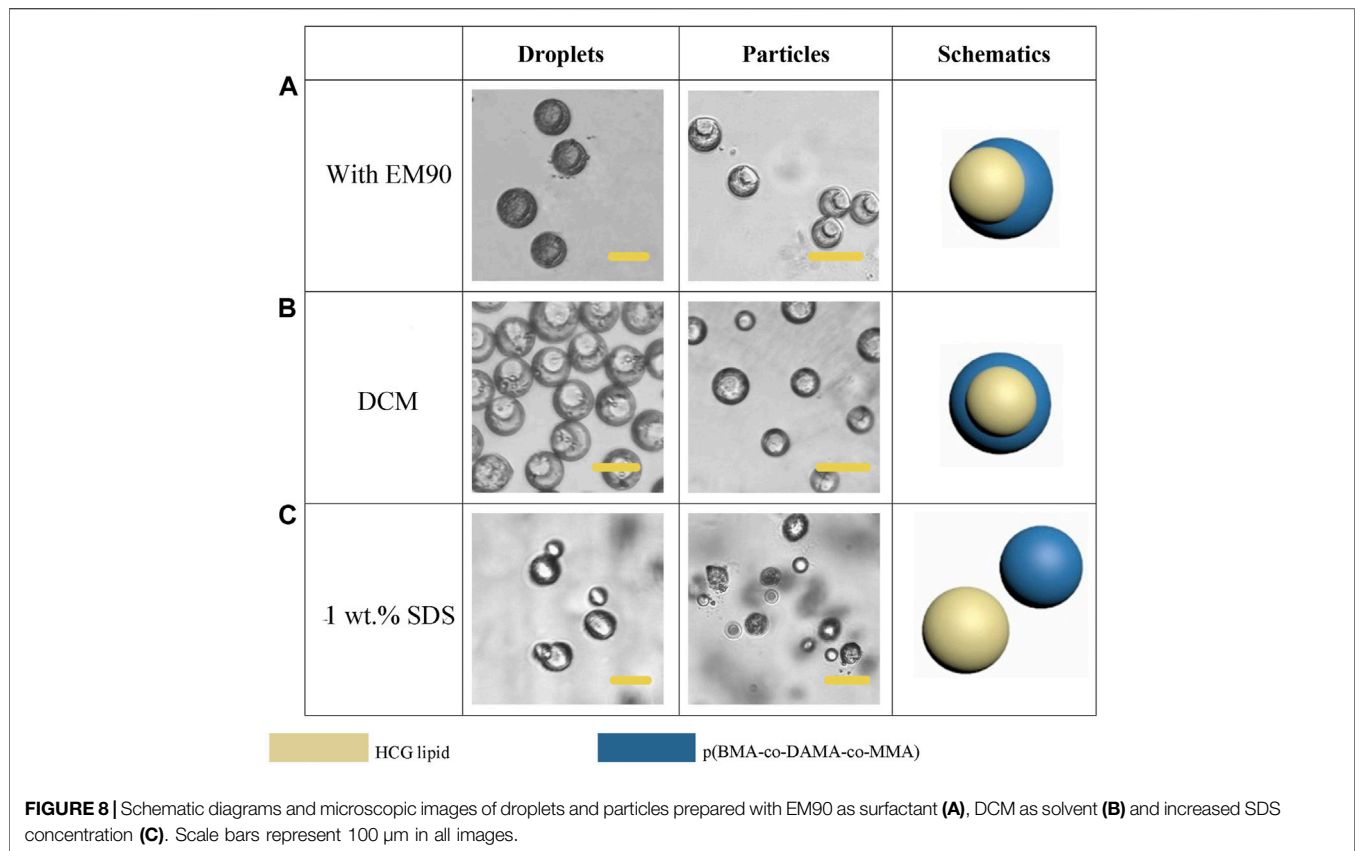 Droplets Particles Schematics
A
With EM90
B
DCM
C
1 wt.% SDS
HCG lipid p(BMA-co-DAMA-co-MMA)
FIGURE 8 | Schematic diagrams and microscopic images of droplets and particles prepared with EM90 as surfactant (A), DCM as solvent (B) and increased SDS
concentration (C). Scale bars represent 100 µm in all images.